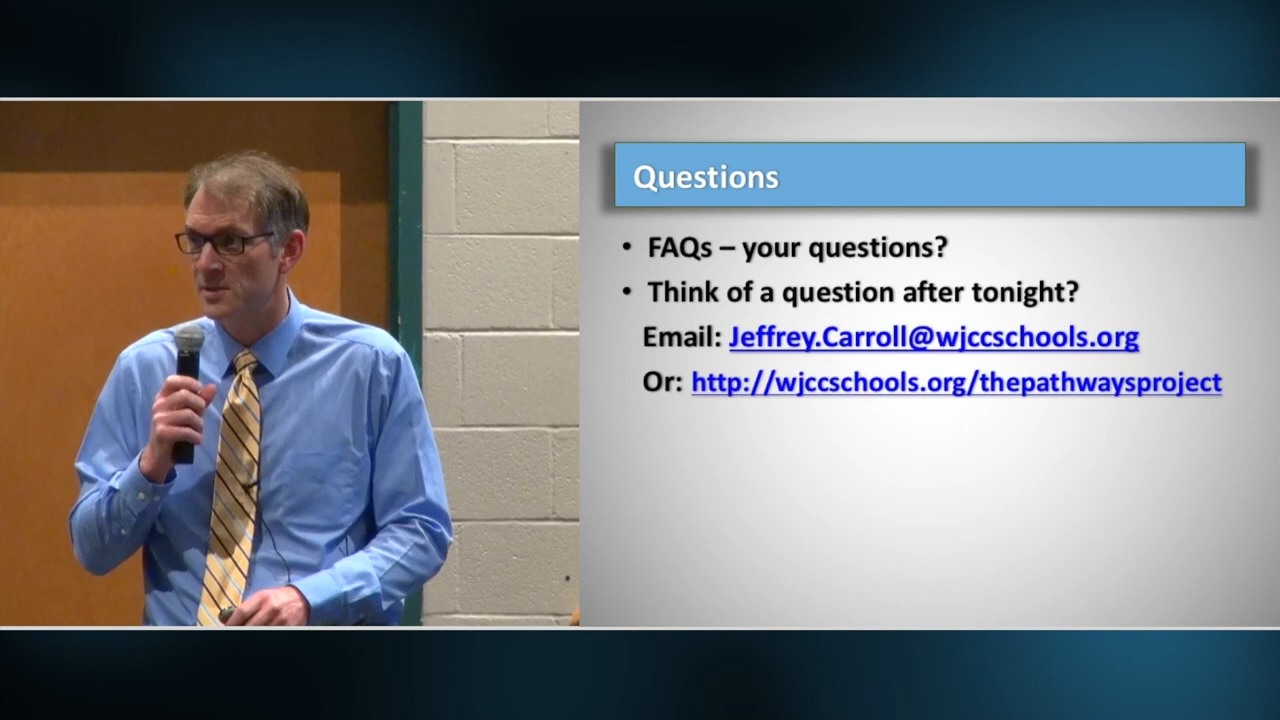 Questions
• FAQs – your questions?
• Think of a question after tonight?
Email: Jeffrey.Carroll@wjccschools.org
Or: http://wjccschools.org/thepathwaysproject